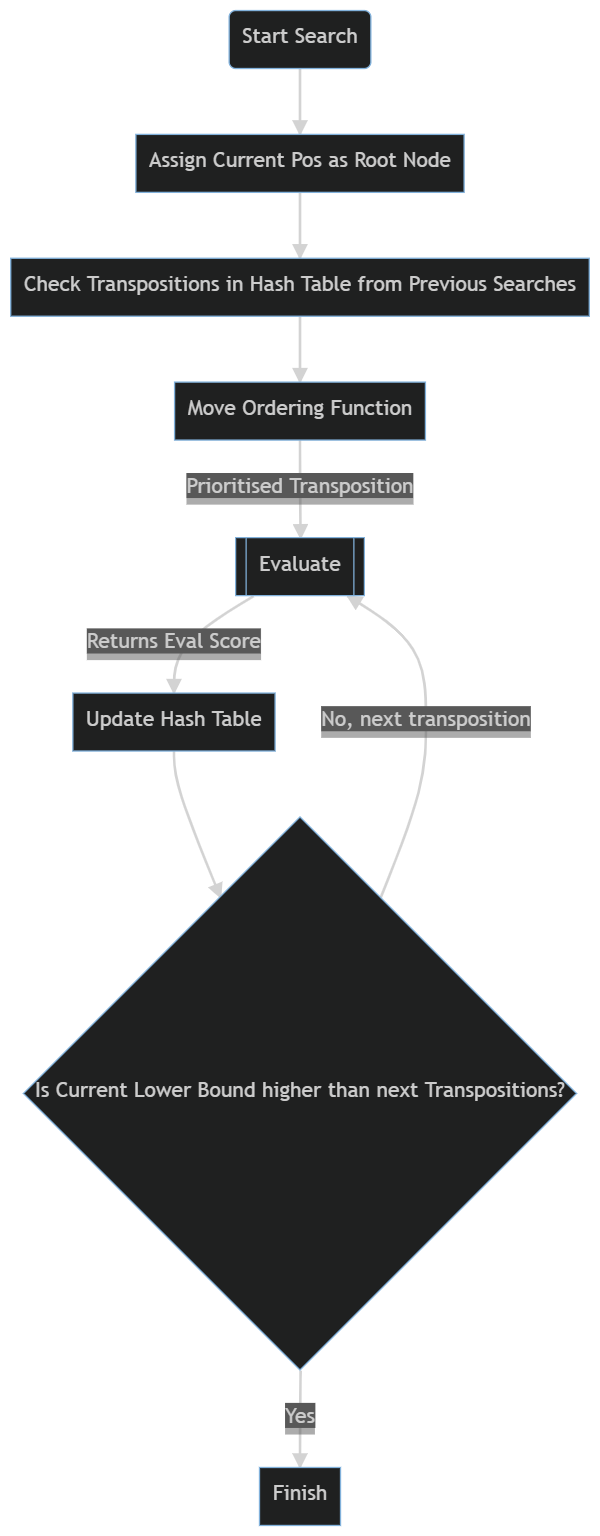 Start Search
Assign Current Pos as Root Node
Check Transpositions in Hash Table from Previous Searches
Move Ordering Function
Prioritised Transposition
Evaluate
Returns Eval Score
Update Hash Table
No, next transposition
Is Current Lower Bound higher than next Transpositions?
Yes
Finish